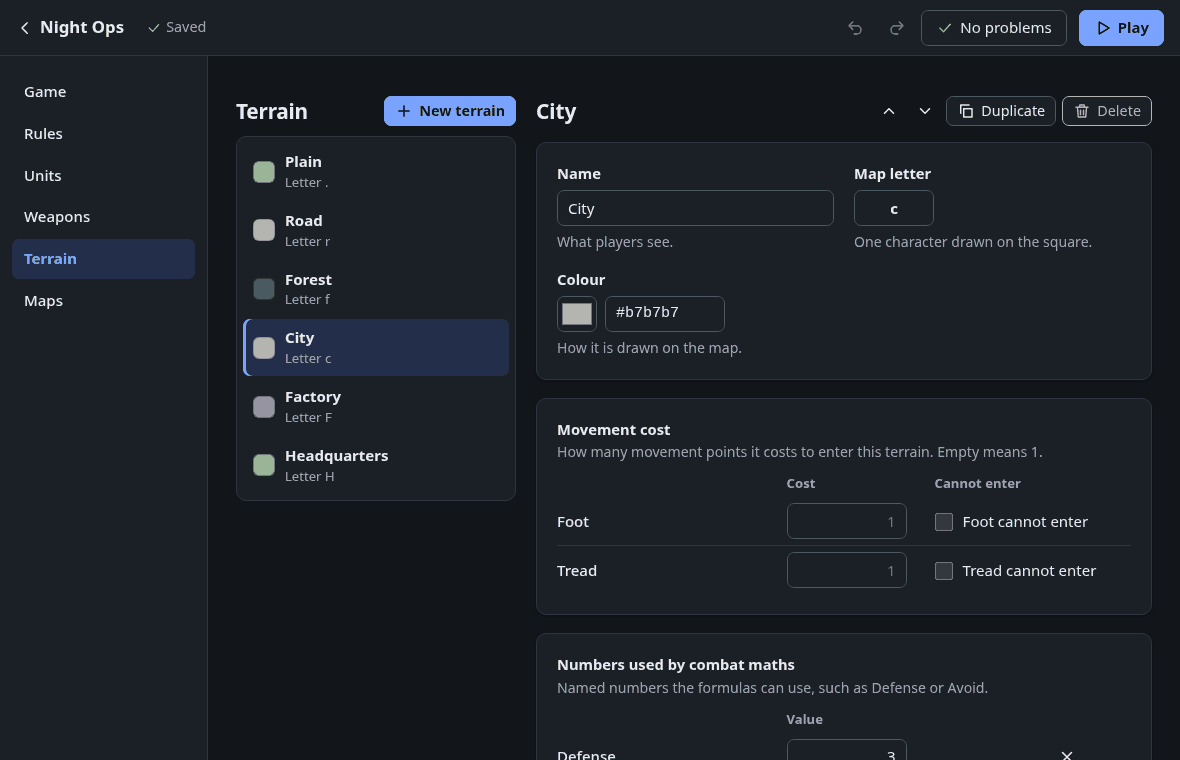 Night Ops
Saved
No problems
Play
Game
Rules
Units
Weapons
Terrain
Maps
Terrain
New terrain
Plain
Letter .
Road
Letter r
Forest
Letter f
City
Letter c
Factory
Letter F
Headquarters
Letter H
City
Duplicate
Delete
Name
Map letter
City
c
What players see.
One character drawn on the square.
Colour
#b7b7b7
How it is drawn on the map.
Movement cost
How many movement points it costs to enter this terrain. Empty means 1.
Cost
Cannot enter
Foot
1
Foot cannot enter
Tread
1
Tread cannot enter
Numbers used by combat maths
Named numbers the formulas can use, such as Defense or Avoid.
Value
Defense
3